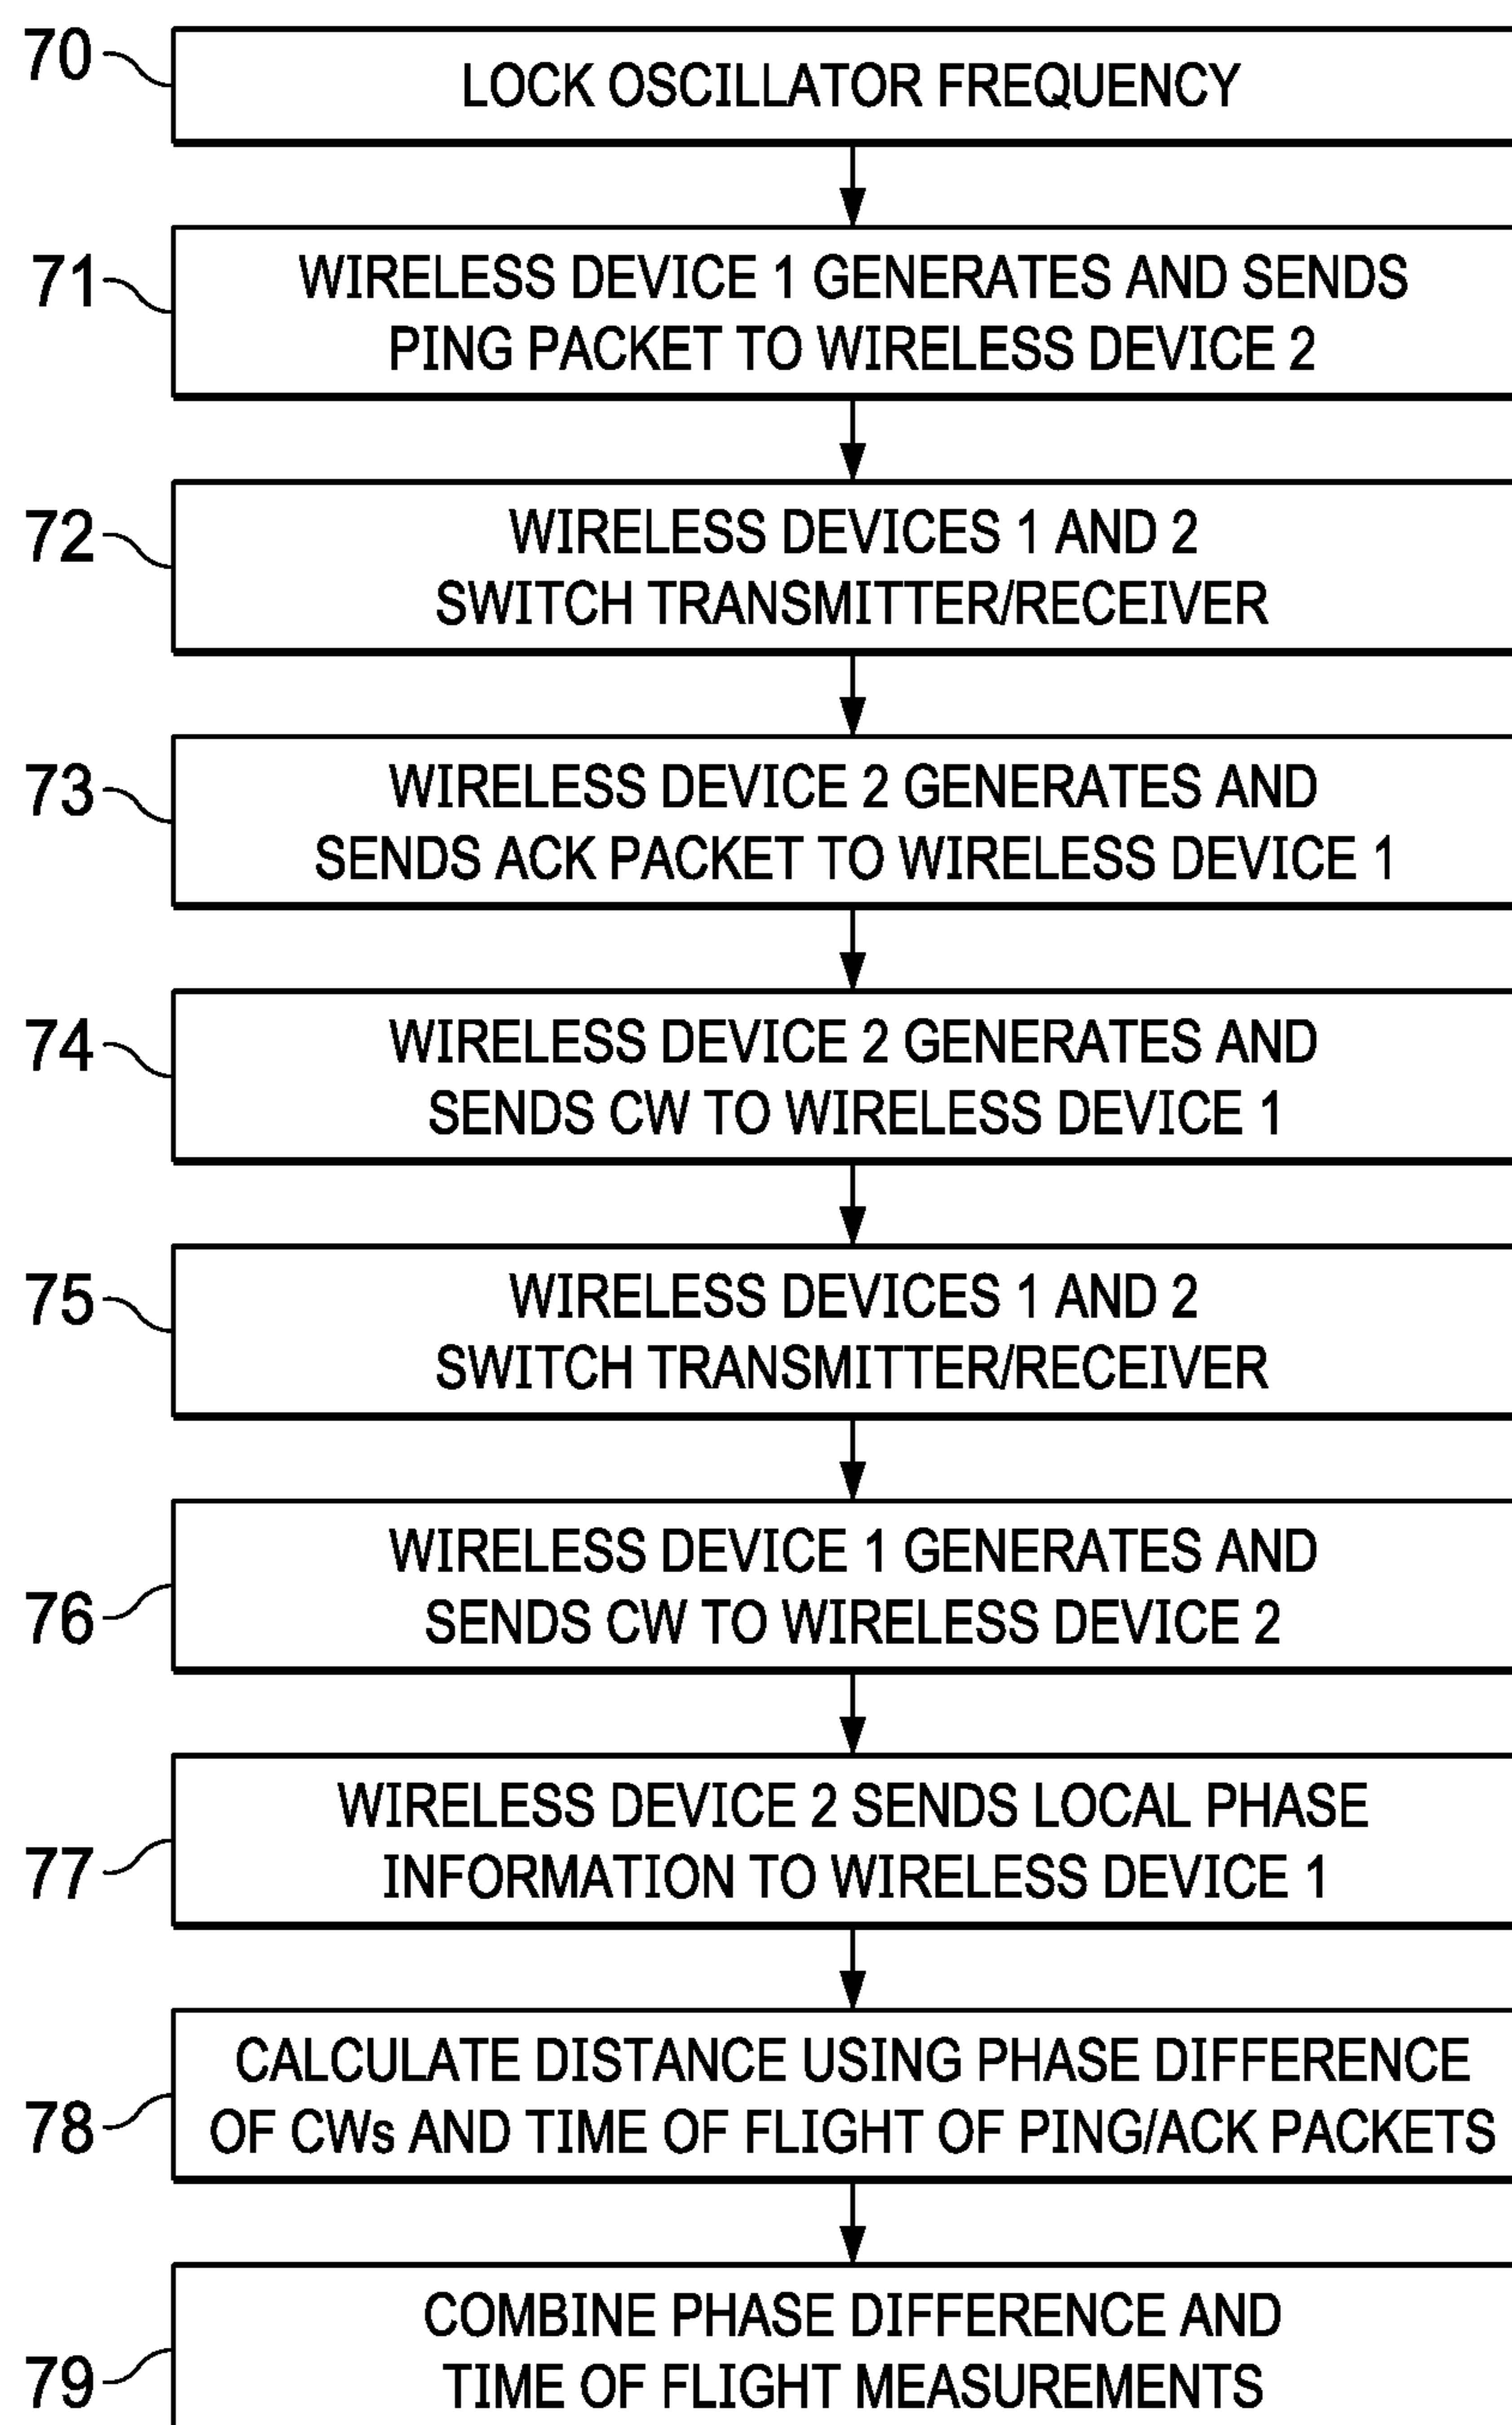 70
LOCK OSCILLATOR FREQUENCY
71
WIRELESS DEVICE 1 GENERATES AND SENDS
PING PACKET TO WIRELESS DEVICE 2
72
WIRELESS DEVICES 1 AND 2
SWITCH TRANSMITTER/RECEIVER
73
WIRELESS DEVICE 2 GENERATES AND
SENDS ACK PACKET TO WIRELESS DEVICE 1
74
WIRELESS DEVICE 2 GENERATES AND
SENDS CW TO WIRELESS DEVICE 1
75
WIRELESS DEVICES 1 AND 2
SWITCH TRANSMITTER/RECEIVER
76
WIRELESS DEVICE 1 GENERATES AND
SENDS CW TO WIRELESS DEVICE 2
77
WIRELESS DEVICE 2 SENDS LOCAL PHASE
INFORMATION TO WIRELESS DEVICE 1
78
CALCULATE DISTANCE USING PHASE DIFFERENCE
OF CWs AND TIME OF FLIGHT OF PING/ACK PACKETS
79
COMBINE PHASE DIFFERENCE AND
TIME OF FLIGHT MEASUREMENTS